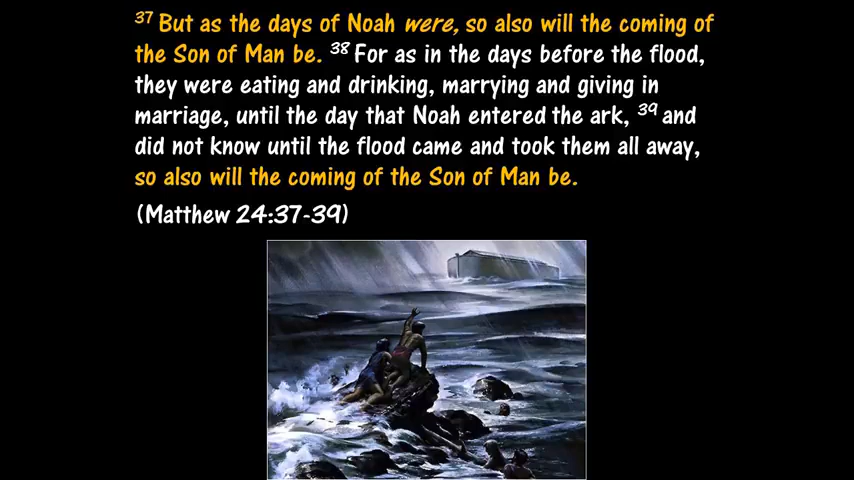 37 But as the days of Noah were, so also will the coming of
the Son of Man be. 38 For as in the days before the flood,
they were eating and drinking, marrying and giving in
marriage, until the day that Noah entered the ark, 39 and
did not know until the flood came and took them all away,
so also will the coming of the Son of Man be.
(Matthew 24:37-39)